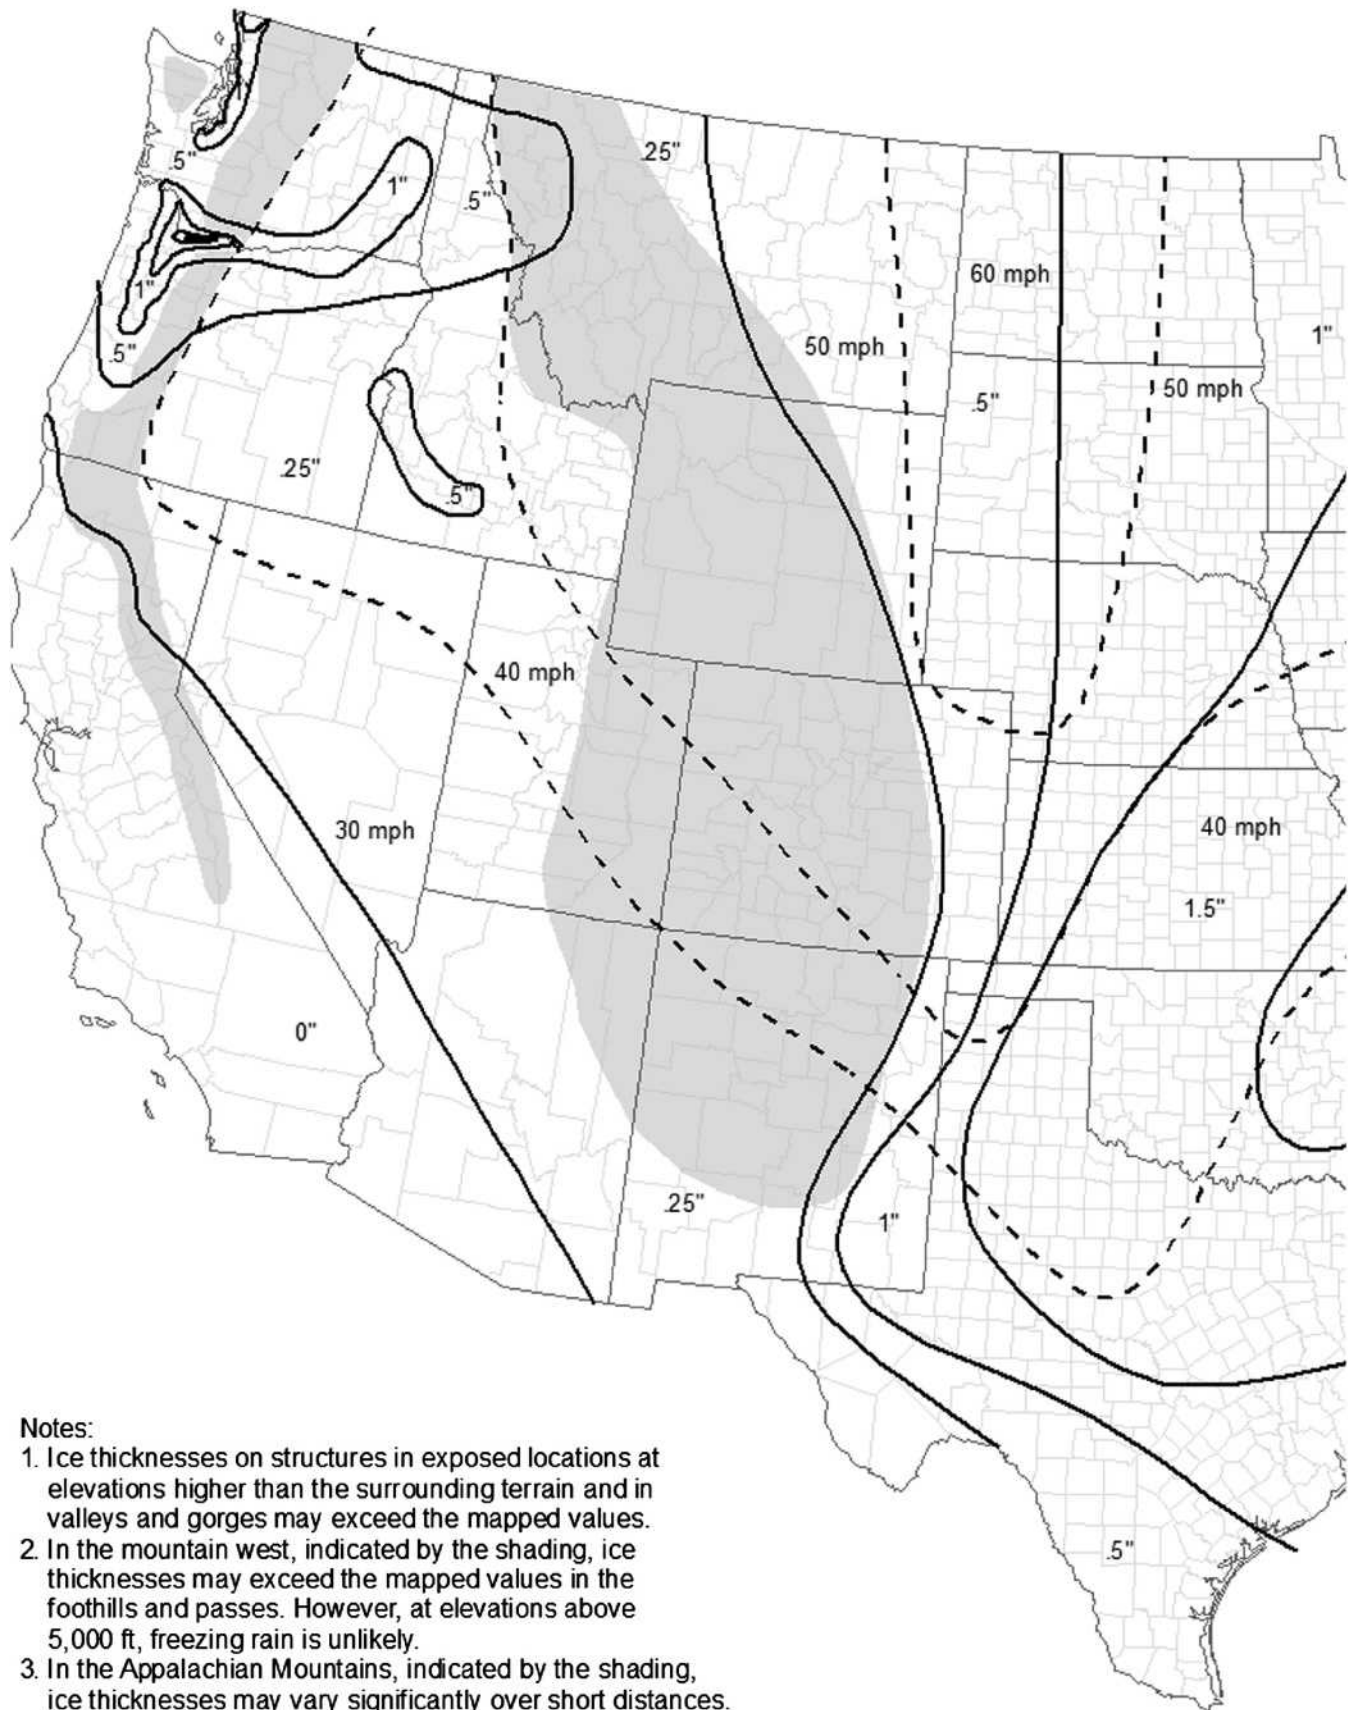 .5"
.25"
1"
.5"
60 mph
1"
1"
50 mph
.5"
50 mph
.5"
.25"
.5"
40 mph
30 mph
40 mph
1.5"
0"
.25"
1"
Notes:
1. Ice thicknesses on structures in exposed locations at
elevations higher than the surrounding terrain and in
valleys and gorges may exceed the mapped values.
2. In the mountain west, indicated by the shading, ice
thicknesses may exceed the mapped values in the
foothills and passes. However, at elevations above
5,000 ft, freezing rain is unlikely.
.5"
3. In the Appalachian Mountains, indicated by the shading,
ice thicknesses may vary significantly over short distances.